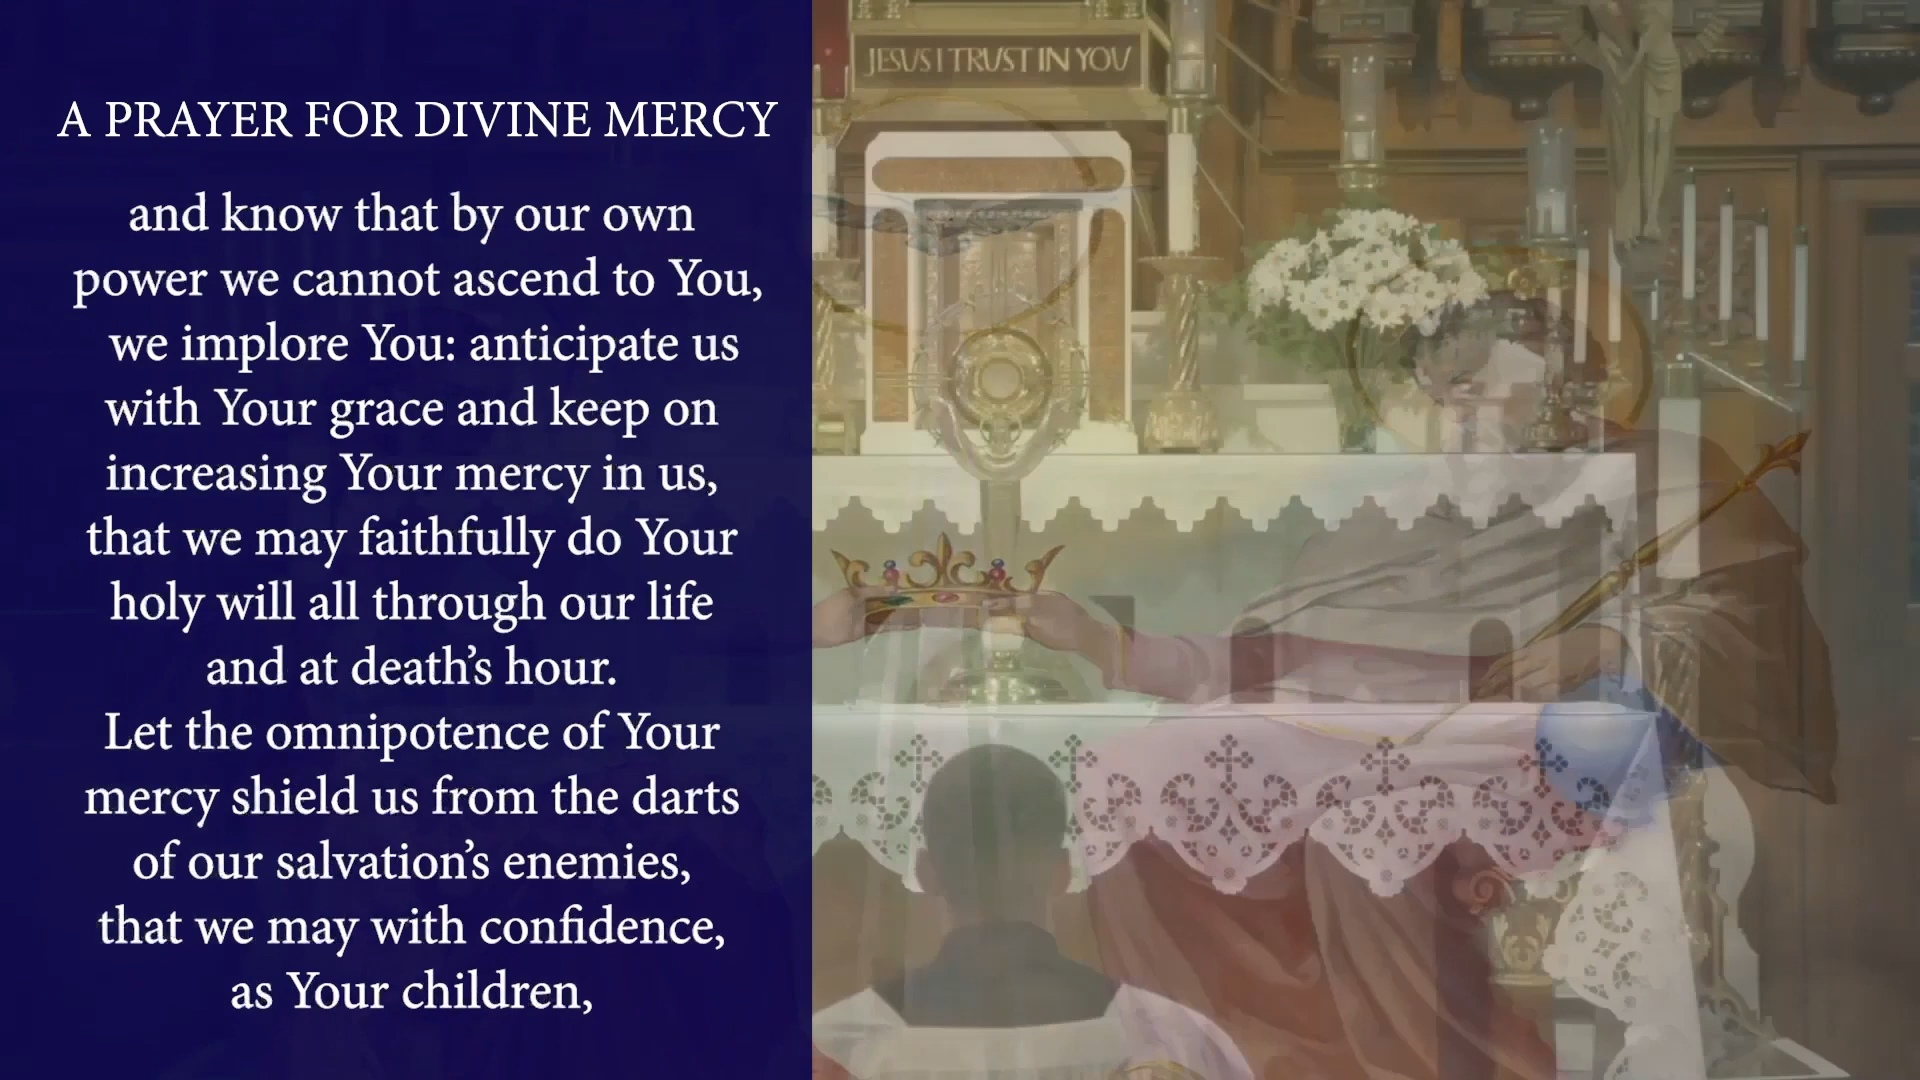 A PRAYER FOR DIVINE MERCY
and know that by our own
power we cannot ascend to You,
we implore You: anticipate us
with Your grace and keep on
increasing Your mercy in us,
that we may faithfully do Your
holy will all through our life
and at death’s hour.
Let the omnipotence of Your
mercy shield us from the darts
of our salvation’s enemies,
that we may with confidence,
as Your children,
JESUS I TRUST IN YOU